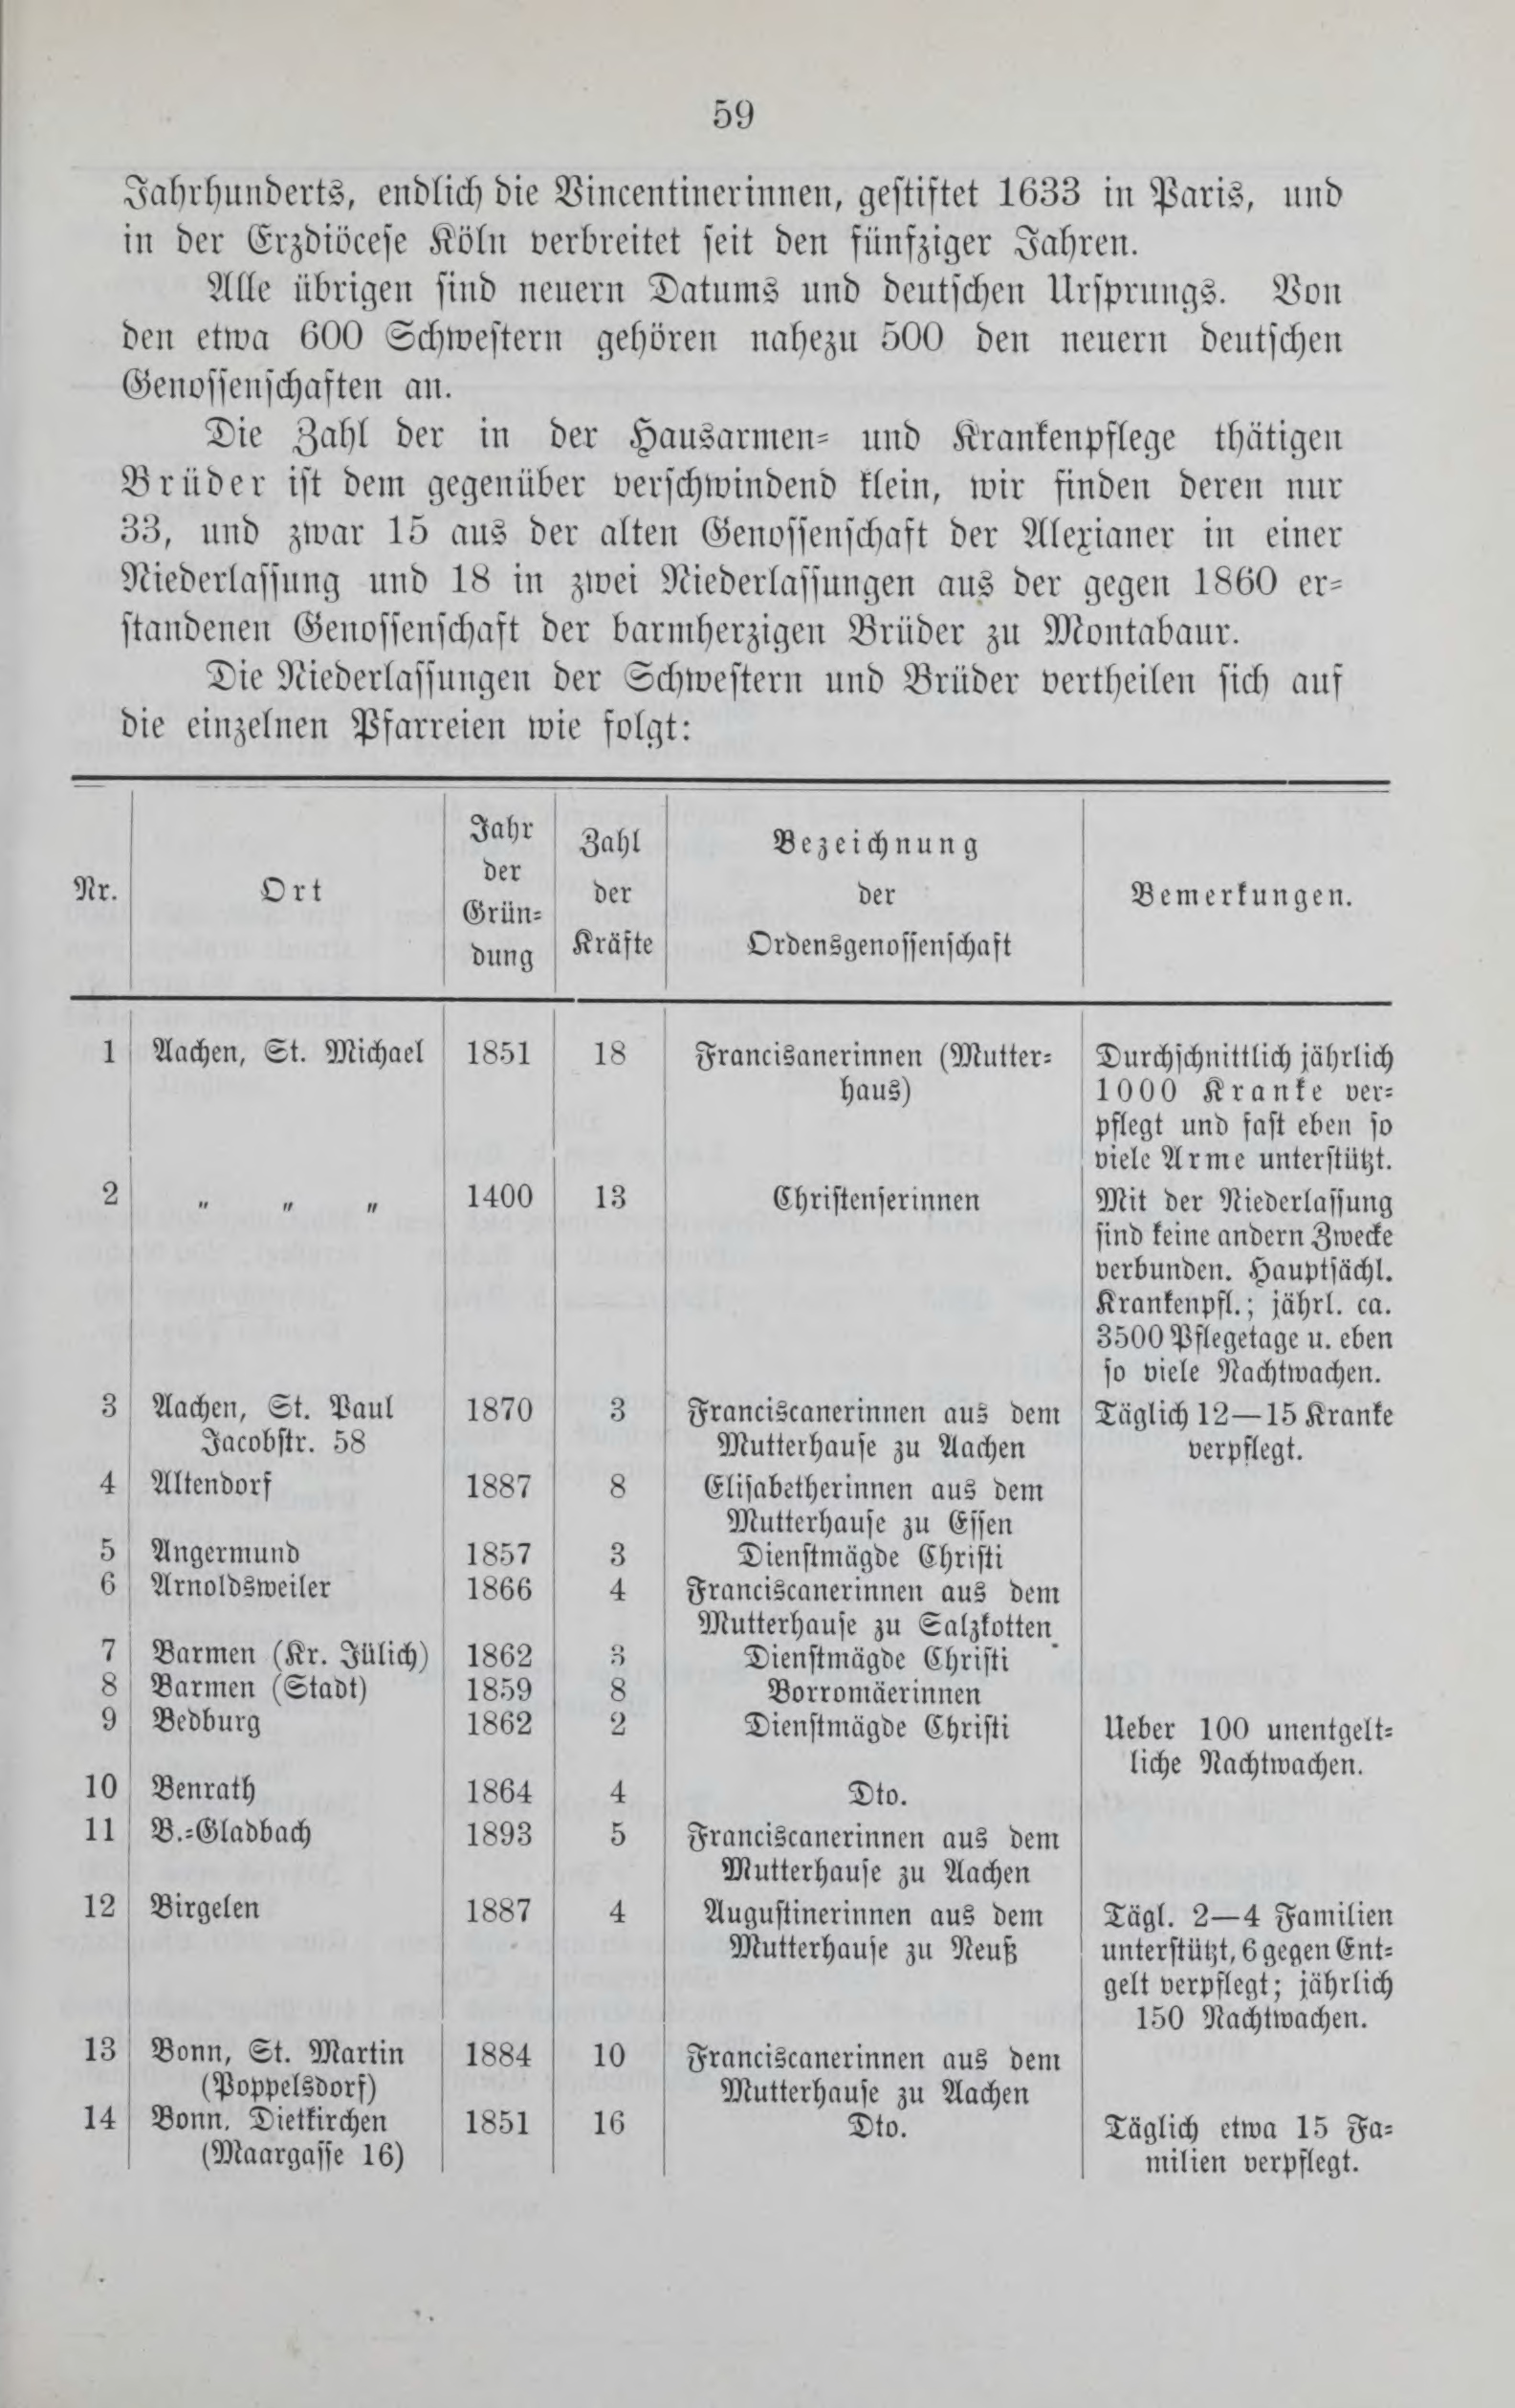 59
Jahrhunderts, endlich die Vincentinerinnen, gestiftet 1633 in Paris, und
in der Erzdiöcese Köln verbreitet seit den fünfziger Jahren.
Alle übrigen sind neuern Datums und deutschen Ursprungs. Von
den etwa 600 Schwestern gehören nahezu 500 den neuern deutschen
Genossenschaften an.
Die Zahl der in der Hausarmen- und Krankenpflege thätigen
Brüder ist dem gegenüber verschwindend klein, wir finden deren nur
33, und zwar 15 aus der alten Genossenschaft der Alexianer in einer
Niederlassung und 18 in zwei Niederlassungen aus der gegen 1860 er-
standenen Genossenschaft der barmherzigen Brüder zu Montabaur.
Die Niederlassungen der Schwestern und Brüder vertheilen sich auf
die einzelnen Pfarreien wie folgt:
Nr. | Ort | Jahr der Grün-dung | Zahl der Kräfte | Bezeichnung der Ordensgenossenschaft | Bemerkungen.
1 Aachen, St. Michael 1851 18 Francisanerinnen (Mutter- Durchschnittlich jährlich
haus) 1000 Kranke ver-
pflegt und fast eben so
viele Arme unterstützt.
2 " " " 1400 13 Christenserinnen Mit der Niederlassung
sind keine andern Zwecke
verbunden. Hauptsächl.
Krankenpfl.; jährl. ca.
3500 Pflegetage u. eben
so viele Nachtwachen.
3 Aachen, St. Paul 1870 3 Franciscanerinnen aus dem Täglich 12—15 Kranke
Jacobstr. 58 Mutterhause zu Aachen verpflegt.
4 Altendorf 1887 8 Elisabetherinnen aus dem
Mutterhause zu Essen
5 Angermund 1857 3 Dienstmägde Christi
6 Arnoldsweiler 1866 4 Franciscanerinnen aus dem
Mutterhause zu Salzkotten
7 Barmen (Kr. Jülich) 1862 3 Dienstmägde Christi
8 Barmen (Stadt) 1859 8 Borromäerinnen
9 Bedburg 1862 2 Dienstmägde Christi Ueber 100 unentgelt-
liche Nachtwachen.
10 Benrath 1864 4 Dto.
11 B.-Gladbach 1893 5 Franciscanerinnen aus dem
Mutterhause zu Aachen
12 Birgelen 1887 4 Augustinerinnen aus dem Tägl. 2—4 Familien
Mutterhause zu Neuß unterstützt, 6 gegen Ent-
gelt verpflegt; jährlich
150 Nachtwachen.
13 Bonn, St. Martin 1884 10 Franciscanerinnen aus dem
(Poppelsdorf) Mutterhause zu Aachen
14 Bonn, Dietkirchen 1851 16 Dto. Täglich etwa 15 Fa-
(Maargasse 16) milien verpflegt.